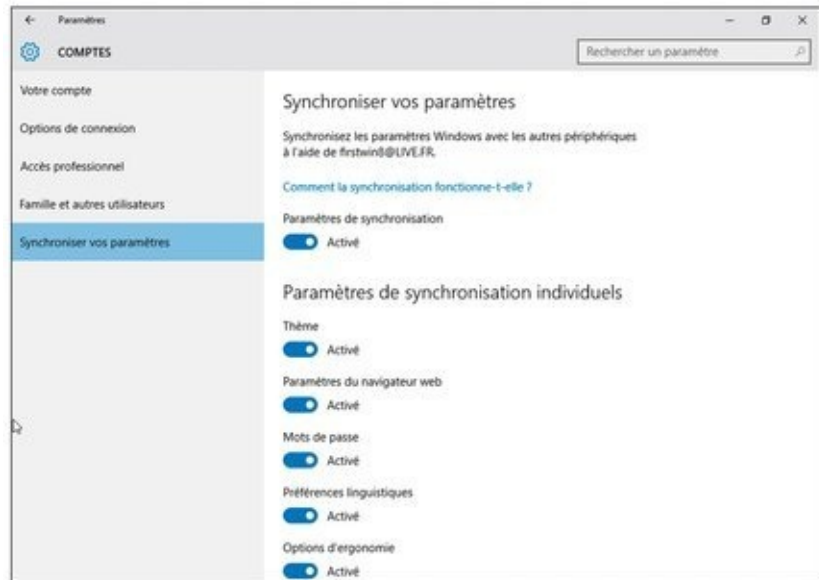 Paramètres
COMPTES
Rechercher un paramètre
Votre compte
Options de connexion
Accès professionnel
Famille et autres utilisateurs
Synchroniser vos paramètres
Synchroniser vos paramètres
Synchronisez les paramètres Windows avec les autres périphériques
à l'aide de firstwin8@LIVE.FR.
Comment la synchronisation fonctionne-t-elle ?
Paramètres de synchronisation
Activé
Paramètres de synchronisation individuels
Thème
Activé
Paramètres du navigateur web
Activé
Mots de passe
Activé
Préférences linguistiques
Activé
Options d'ergonomie
Activé